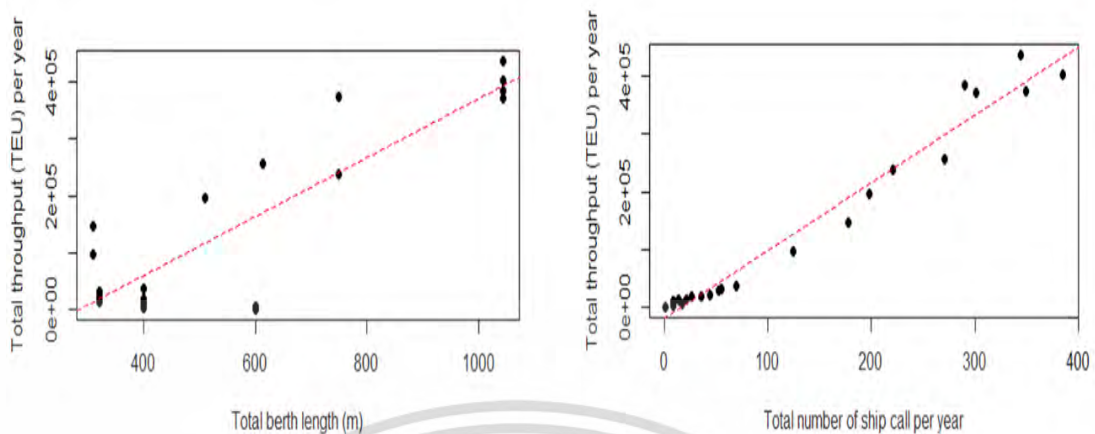 Total throughput (TEU) per year
4e+05
2e+05
0e+00
400 600 800 1000
Total berth length (m)
Total throughput (TEU) per year
4e+05
2e+05
0e+00
0 100 200 300 400
Total number of ship call per year